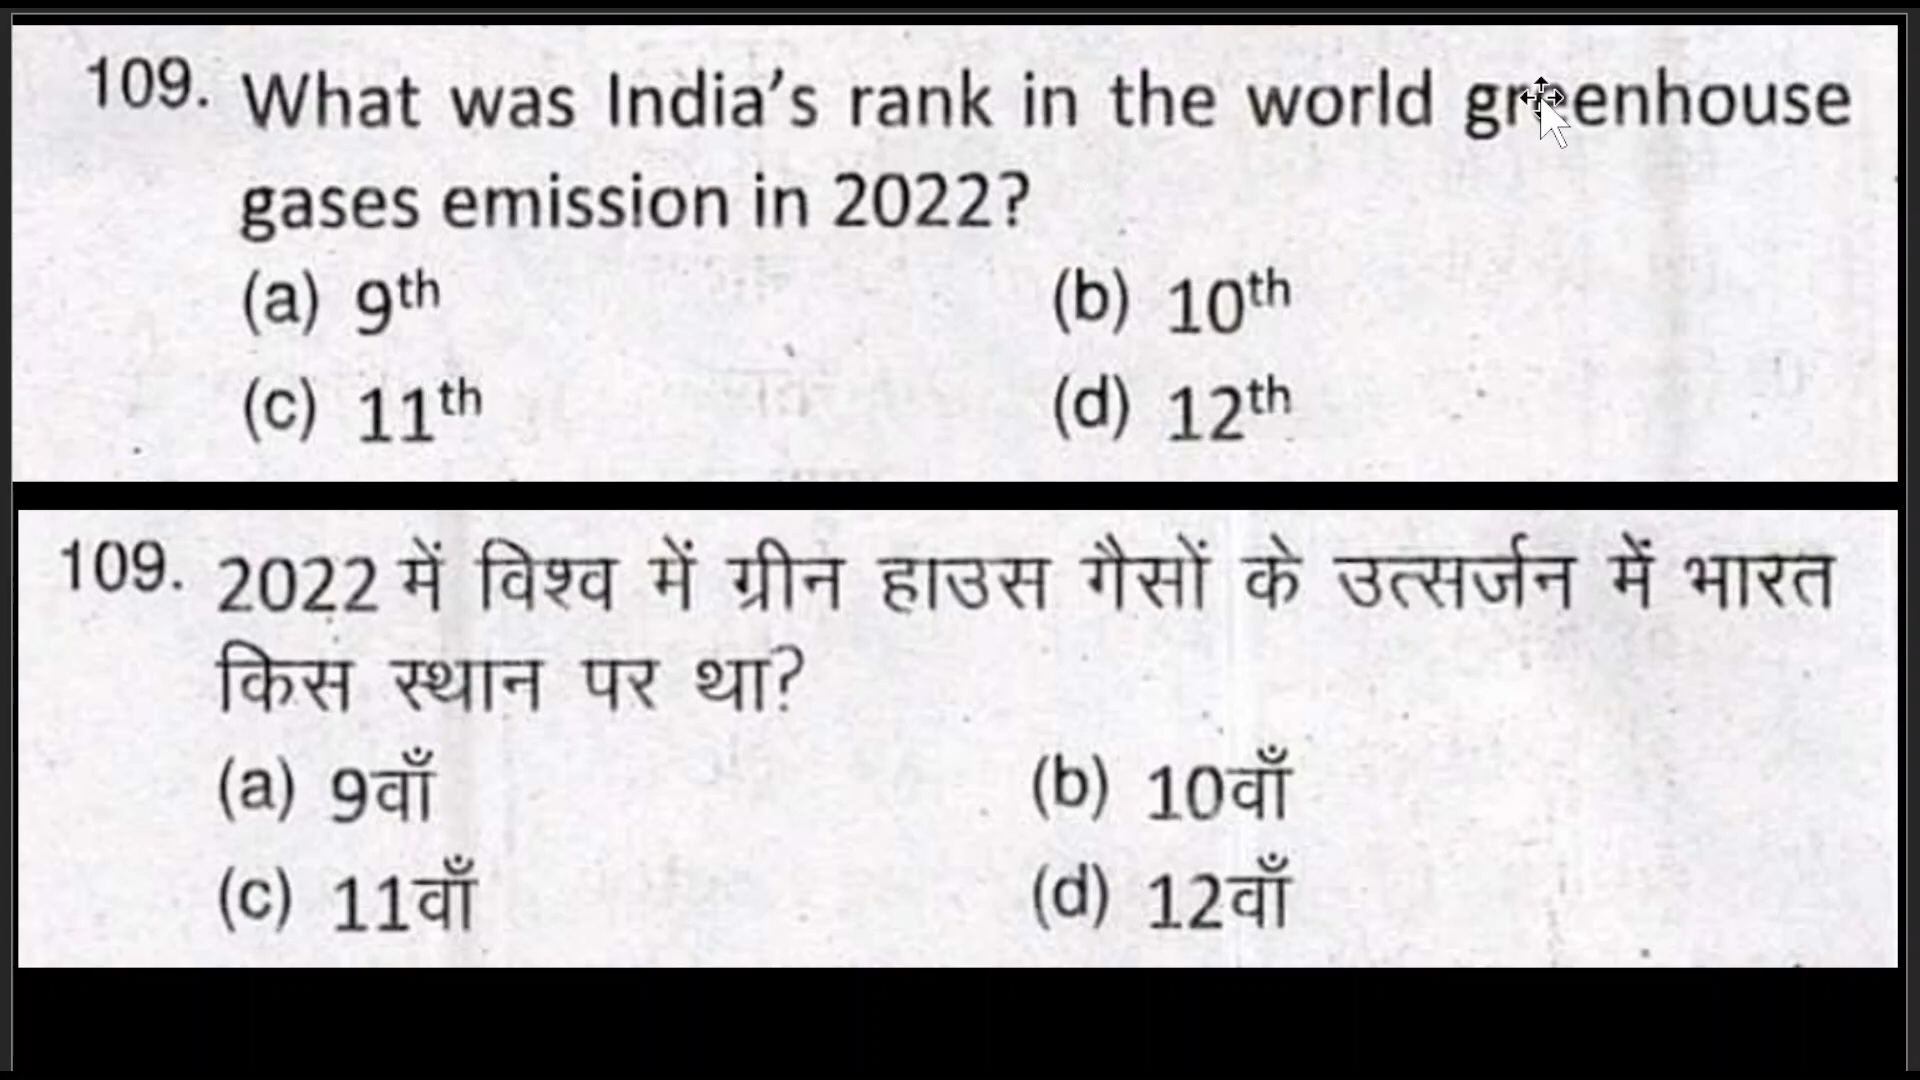 109. What was India's rank in the world greenhouse
gases emission in 2022?
(a) 9th (b) 10th
(c) 11th (d) 12th
109. 2022 में विश्व में ग्रीन हाउस गैसों के उत्सर्जन में भारत
किस स्थान पर था?
(a) 9वाँ (b) 10वाँ
(c) 11वाँ (d) 12वाँ